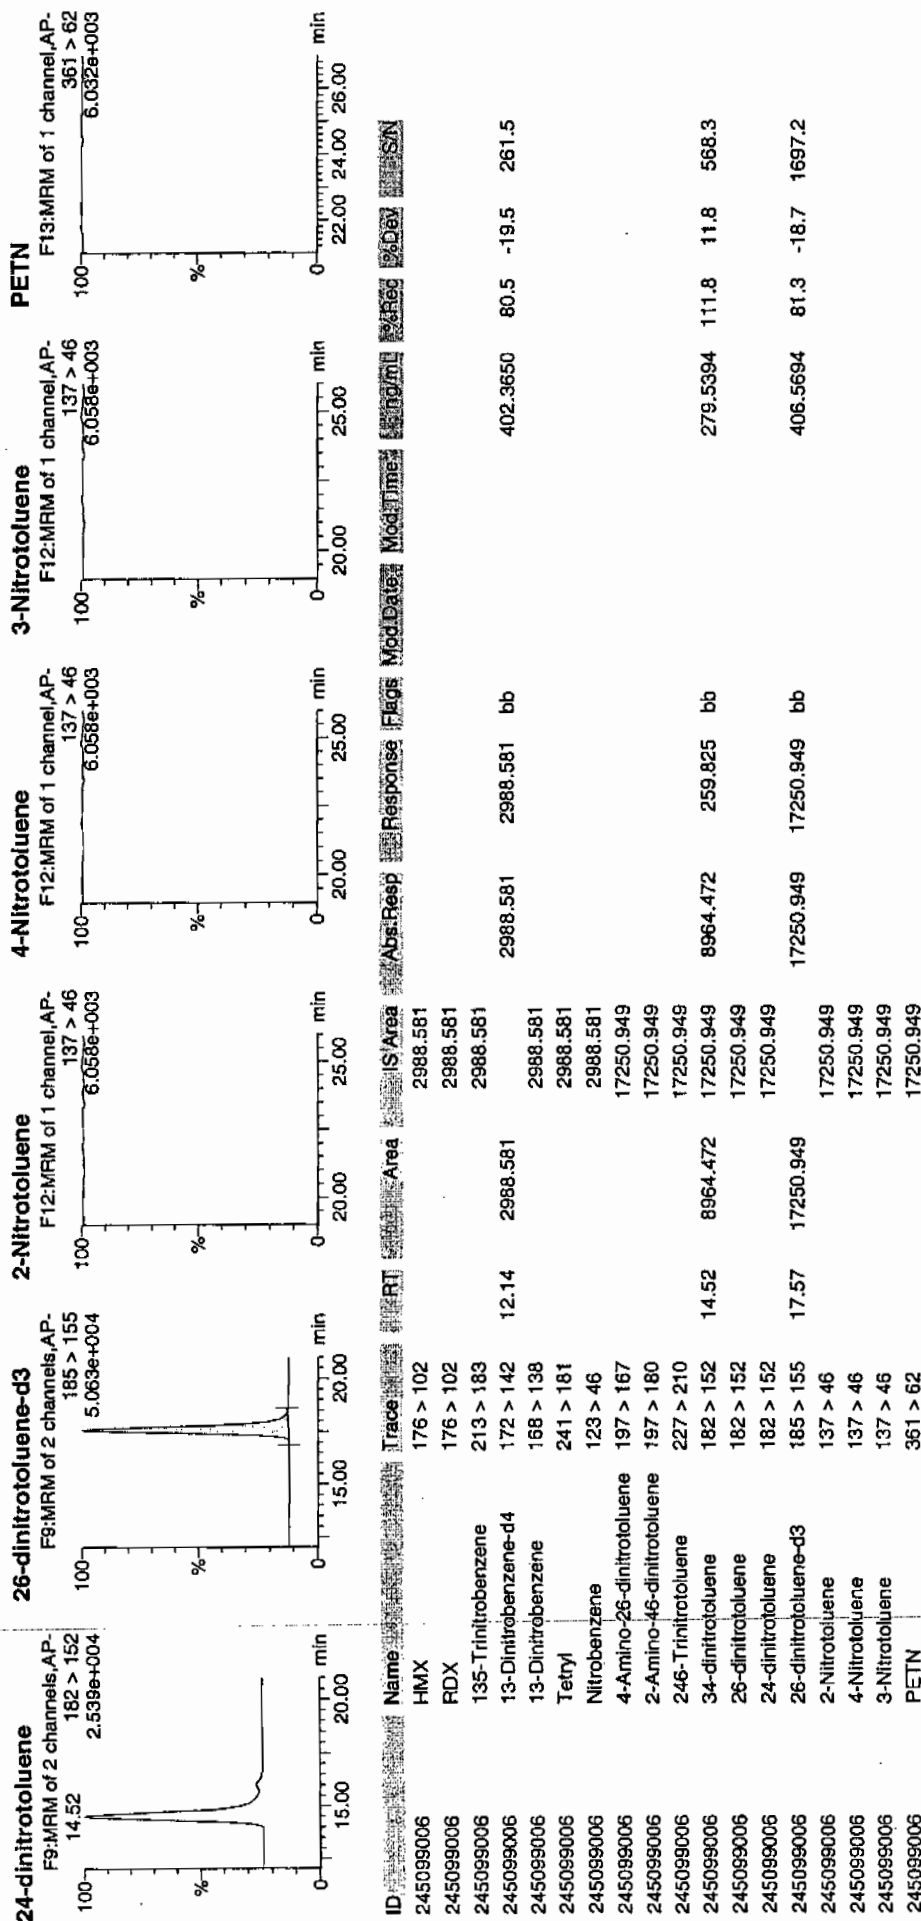 24-dinitrotoluene
F9:MRM of 2 channels,AP-
14.52 182 > 152
2.539e+004
100
%
0
15.00 20.00 min
26-dinitrotoluene-d3
F9:MRM of 2 channels,AP-
185 > 155
5.063e+004
100
%
0
15.00 20.00 min
2-Nitrotoluene
F12:MRM of 1 channel,AP-
137 > 46
6.058e+003
100
%
0
20.00 25.00 min
4-Nitrotoluene
F12:MRM of 1 channel,AP-
137 > 46
6.058e+003
100
%
0
20.00 25.00 min
3-Nitrotoluene
F12:MRM of 1 channel,AP-
137 > 46
6.058e+003
100
%
0
20.00 25.00 min
PETN
F13:MRM of 1 channel,AP-
361 > 62
6.032e+003
100
%
0
22.00 24.00 26.00 min
ID Name Trace RT Area IS Area Abs.Resp Response Flags Mod.Date Mod.Time ng/mL %Rec %Dev S/N
245099006 HMX 176 > 102 2988.581
245099006 RDX 176 > 102 2988.581
245099006 135-Trinitrobenzene 213 > 183 2988.581
245099006 13-Dinitrobenzene-d4 172 > 142 12.14 2988.581 2988.581 2988.581 bb 402.3650 80.5 -19.5 261.5
245099006 13-Dinitrobenzene 168 > 138 2988.581
245099006 Tetryl 241 > 181 2988.581
245099006 Nitrobenzene 123 > 46 2988.581
245099006 4-Amino-26-dinitrotoluene 197 > 167 17250.949
245099006 2-Amino-46-dinitrotoluene 197 > 180 17250.949
245099006 246-Trinitrotoluene 227 > 210 17250.949
245099006 34-dinitrotoluene 182 > 152 14.52 8964.472 17250.949 8964.472 259.825 bb 279.5394 111.8 11.8 568.3
245099006 26-dinitrotoluene 182 > 152 17250.949
245099006 24-dinitrotoluene 182 > 152 17250.949
245099006 26-dinitrotoluene-d3 185 > 155 17.57 17250.949 17250.949 17250.949 bb 406.5694 81.3 -18.7 1697.2
245099006 2-Nitrotoluene 137 > 46 17250.949
245099006 4-Nitrotoluene 137 > 46 17250.949
245099006 3-Nitrotoluene 137 > 46 17250.949
245099006 PETN 361 > 62 17250.949